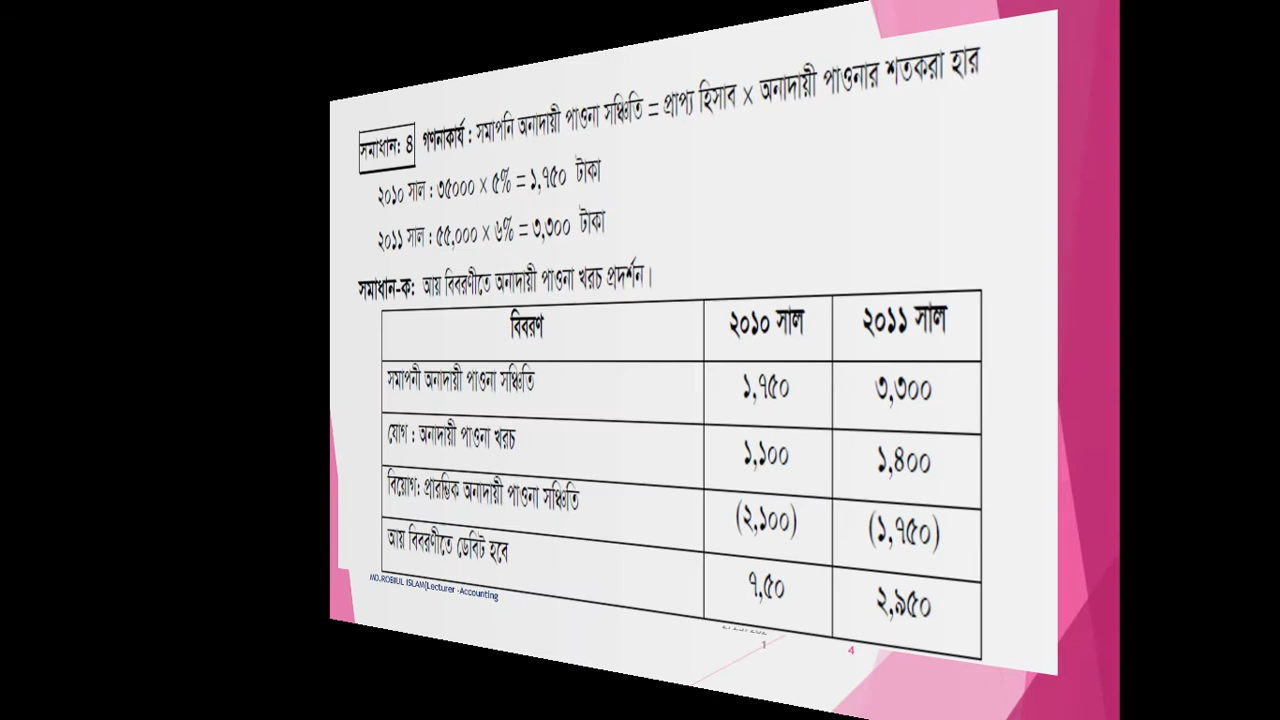 সমাধান: ৪ গণনাকার্য : সমাপনি অনাদায়ী পাওনা সঞ্চিতি = প্রাপ্য হিসাব × অনাদায়ী পাওনার শতকরা হার
২০১০ সাল : ৩৫০০০ × ৫% = ১,৭৫০ টাকা
২০১১ সাল : ৫৫,০০০ × ৬% = ৩,৩০০ টাকা
সমাধান-ক: আয় বিবরণীতে অনাদায়ী পাওনা খরচ প্রদর্শন।
বিবরণ ২০১০ সাল ২০১১ সাল
সমাপনী অনাদায়ী পাওনা সঞ্চিতি ১,৭৫০ ৩,৩০০
যোগ : অনাদায়ী পাওনা খরচ ১,১০০ ১,৪০০
বিয়োগ: প্রারম্ভিক অনাদায়ী পাওনা সঞ্চিতি (২,১০০) (১,৭৫০)
আয় বিবরণীতে ডেবিট হবে ৭,৫০ ২,৯৫০
MD.ROBIUL ISLAM(Lecturer -Accounting
1
4